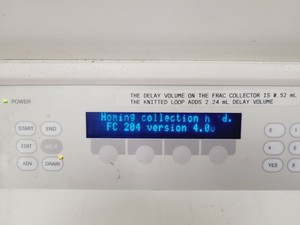 THE DELAY VOLUME ON THE FRAC COLLECTOR IS 0.52 mL
THE KNITTED LOOP ADDS 2.24 mL DELAY VOLUME
POWER
Homing collection
FC 204 version 4.0
START END
EDIT HELP
ADV DRAIN
YES